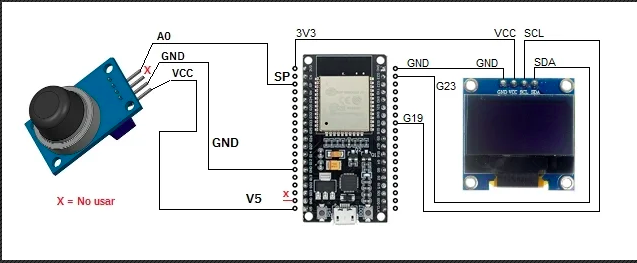 A0
GND
VCC
X
X = No usar
GND
V5
X
3V3
SP
GND
G23
G19
GND
VCC
SCL
SDA
GND VCC SCL SDA